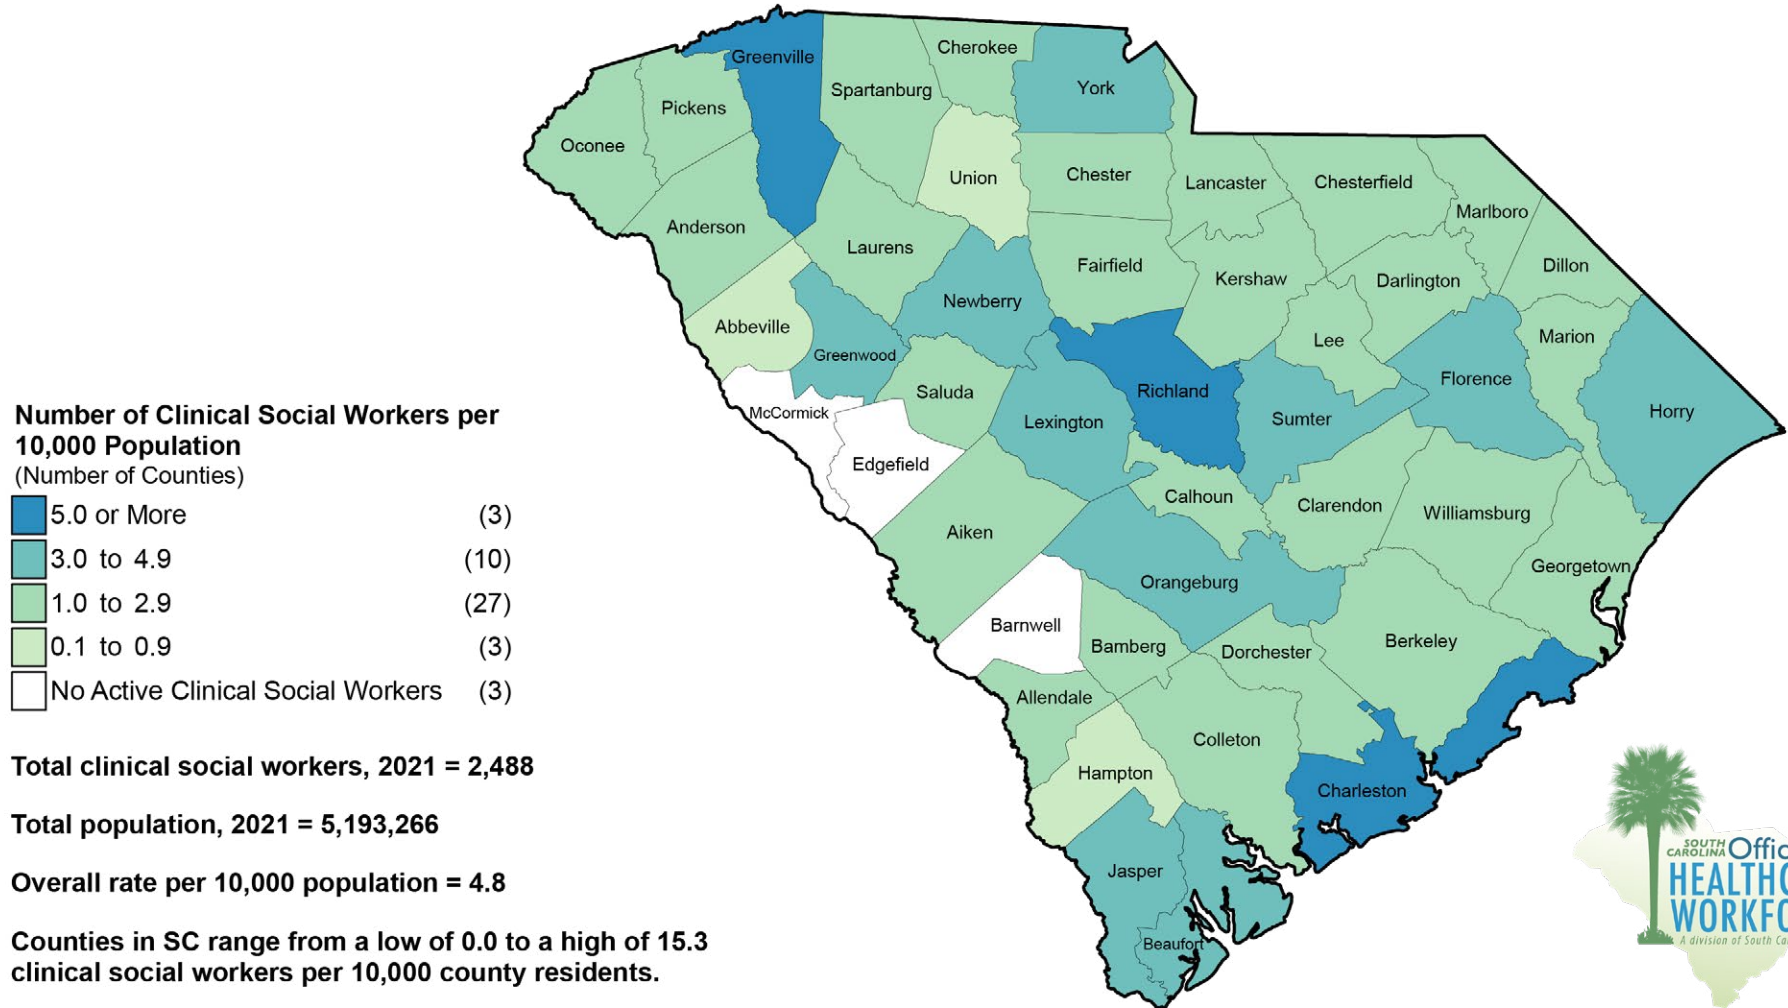 Greenville
Cherokee
York
Spartanburg
Pickens
Oconee
Union
Chester
Lancaster
Chesterfield
Marlboro
Anderson
Laurens
Fairfield
Kershaw
Darlington
Dillon
Newberry
Abbeville
Greenwood
Lee
Marion
Saluda
Richland
Florence
McCormick
Lexington
Sumter
Horry
Edgefield
Calhoun
Clarendon
Williamsburg
Aiken
Orangeburg
Georgetown
Barnwell
Bamberg
Dorchester
Berkeley
Allendale
Colleton
Hampton
Charleston
Jasper
Beaufort
Number of Clinical Social Workers per
10,000 Population
(Number of Counties)
5.0 or More (3)
3.0 to 4.9 (10)
1.0 to 2.9 (27)
0.1 to 0.9 (3)
No Active Clinical Social Workers (3)
Total clinical social workers, 2021 = 2,488
Total population, 2021 = 5,193,266
Overall rate per 10,000 population = 4.8
Counties in SC range from a low of 0.0 to a high of 15.3
clinical social workers per 10,000 county residents.
SOUTH
CAROLINA
A division of South